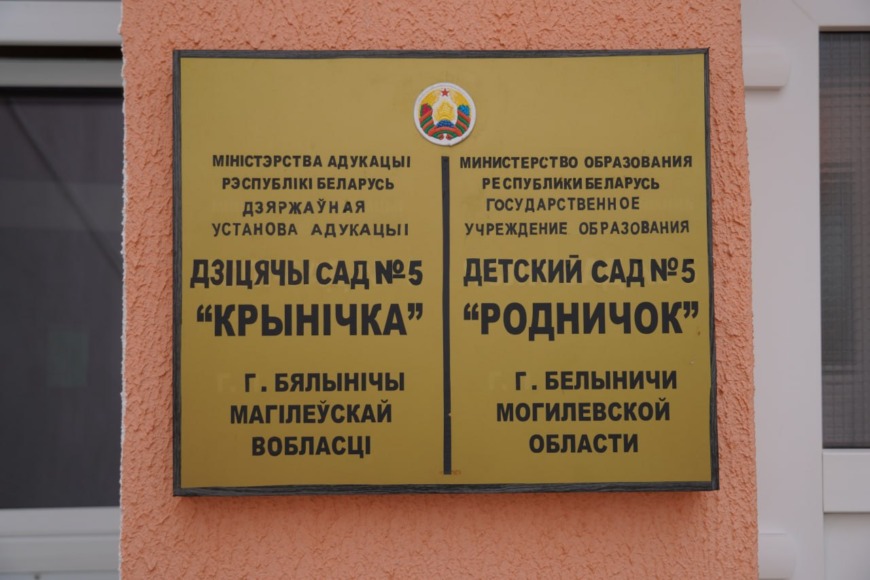 МІНІСТЭРСТВА АДУКАЦЫІ
РЭСПУБЛІКІ БЕЛАРУСЬ
ДЗЯРЖАЎНАЯ
УСТАНОВА АДУКАЦЫІ
ДЗІЦЯЧЫ САД №5
“КРЫНІЧКА”
Г. БЯЛЫНІЧЫ
МАГІЛЕЎСКАЙ
ВОБЛАСЦІ
МИНИСТЕРСТВО ОБРАЗОВАНИЯ
РЕСПУБЛИКИ БЕЛАРУСЬ
ГОСУДАРСТВЕННОЕ
УЧРЕЖДЕНИЕ ОБРАЗОВАНИЯ
ДЕТСКИЙ САД №5
“РОДНИЧОК”
Г. БЕЛЫНИЧИ
МОГИЛЕВСКОЙ
ОБЛАСТИ